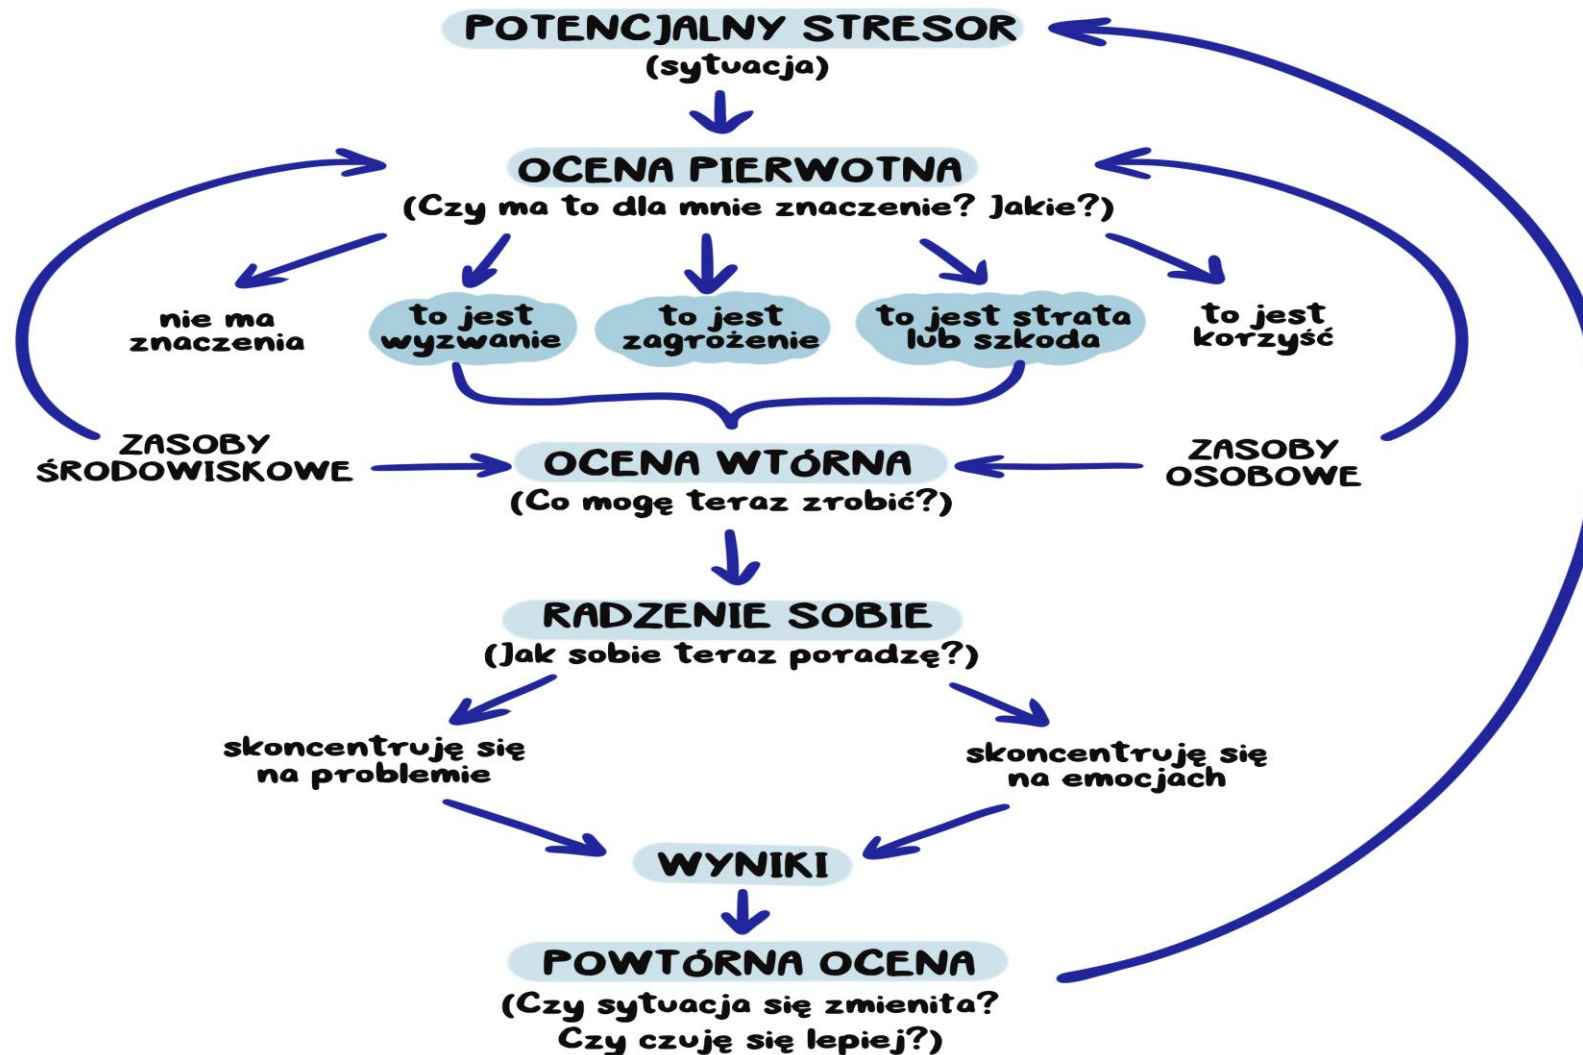 POTENCJALNY STRESOR
(sytuacja)
OCENA PIERWOTNA
(Czy ma to dla mnie znaczenie? Jakie?)
nie ma
znaczenia
to jest
wyzwanie
to jest
zagrożenie
to jest strata
lub szkoda
to jest
korzyść
ZASOBY
ŚRODOWISKOWE
OCENA WTÓRNA
(Co mogę teraz zrobić?)
ZASOBY
OSOBOWE
RADZENIE SOBIE
(Jak sobie teraz poradzę?)
skoncentruję się
na problemie
skoncentruję się
na emocjach
WYNIKI
POWTÓRNA OCENA
(Czy sytuacja się zmienita?
Czy czuję się lepiej?)